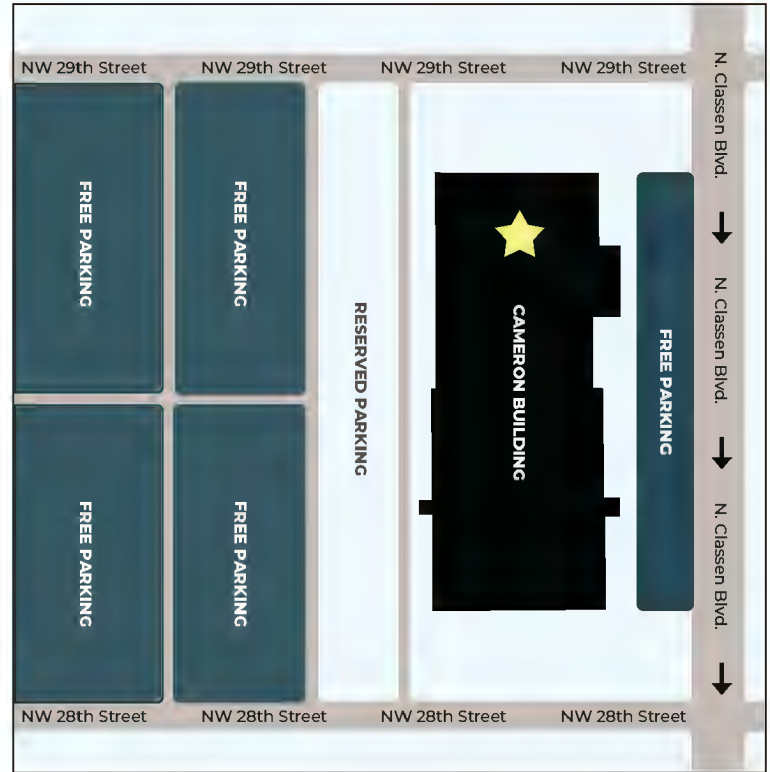 NW 29th Street
NW 29th Street
NW 29th Street
NW 29th Street
N. Classen Blvd.
FREE PARKING
FREE PARKING
RESERVED PARKING
CAMERON BUILDING
FREE PARKING
N. Classen Blvd.
FREE PARKING
FREE PARKING
N. Classen Blvd.
NW 28th Street
NW 28th Street
NW 28th Street
NW 28th Street